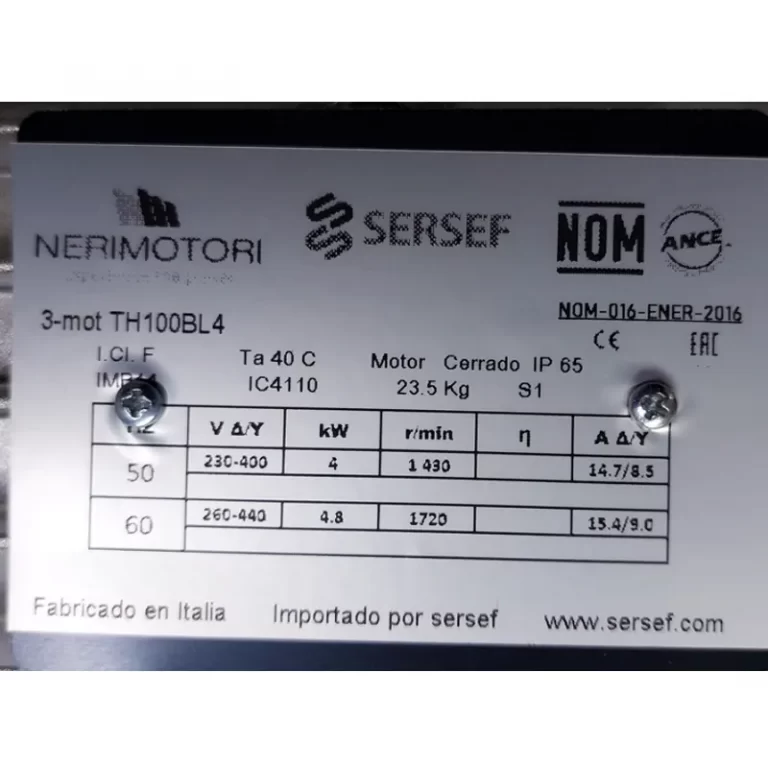 NERIMOTORI
SERSEF
NOM
ANCE
3-mot TH100BL4
NOM-016-ENER-2016
I.Cl. F Ta 40 C Motor Cerrado IP 65
CE EAC
IC4110 23.5 Kg S1
V Δ/Y kW r/min η A Δ/Y
50 230-400 4 1 430 14.7/8.5
60 260-440 4.8 1720 15.4/9.0
Fabricado en Italia Importado por sersef www.sersef.com